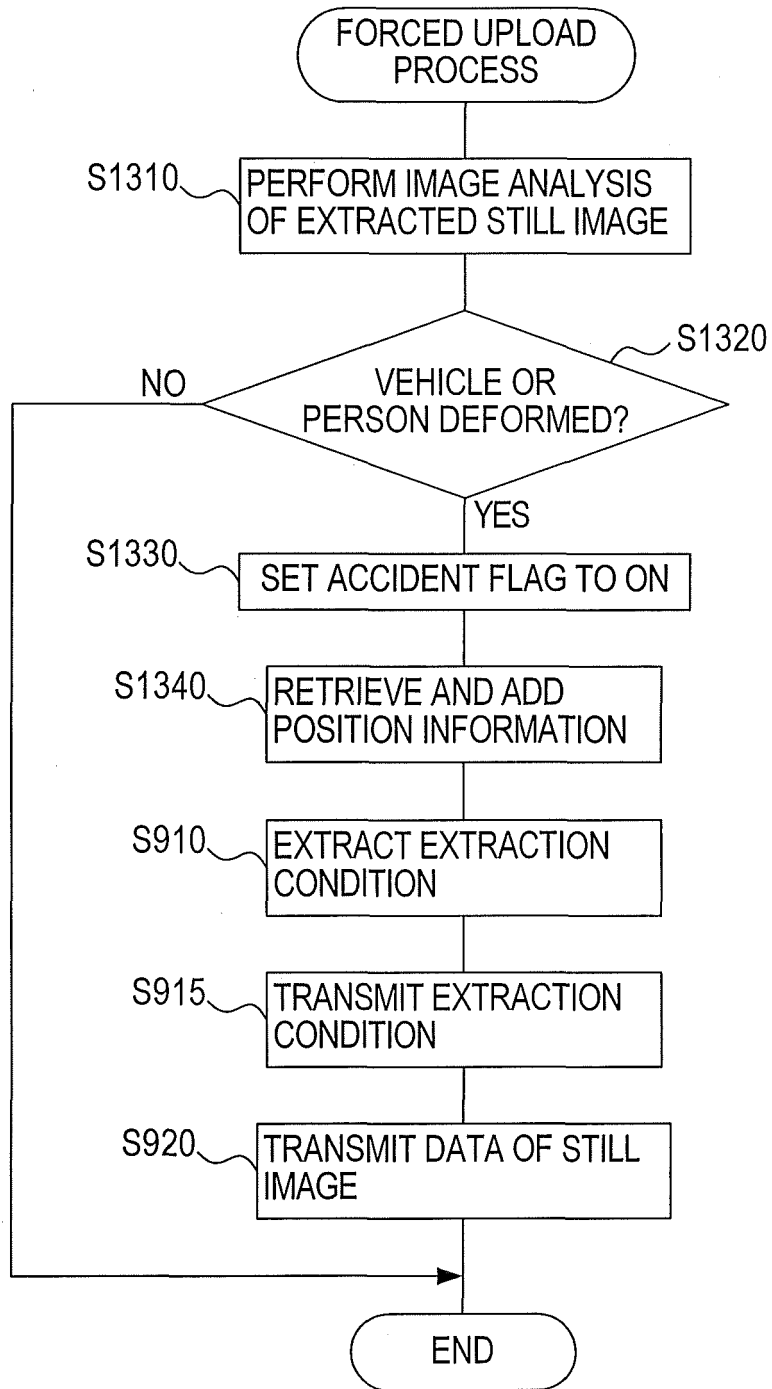 FORCED UPLOAD
PROCESS
S1310
PERFORM IMAGE ANALYSIS
OF EXTRACTED STILL IMAGE
S1320
NO
VEHICLE OR
PERSON DEFORMED?
YES
S1330
SET ACCIDENT FLAG TO ON
S1340
RETRIEVE AND ADD
POSITION INFORMATION
S910
EXTRACT EXTRACTION
CONDITION
S915
TRANSMIT EXTRACTION
CONDITION
S920
TRANSMIT DATA OF STILL
IMAGE
END